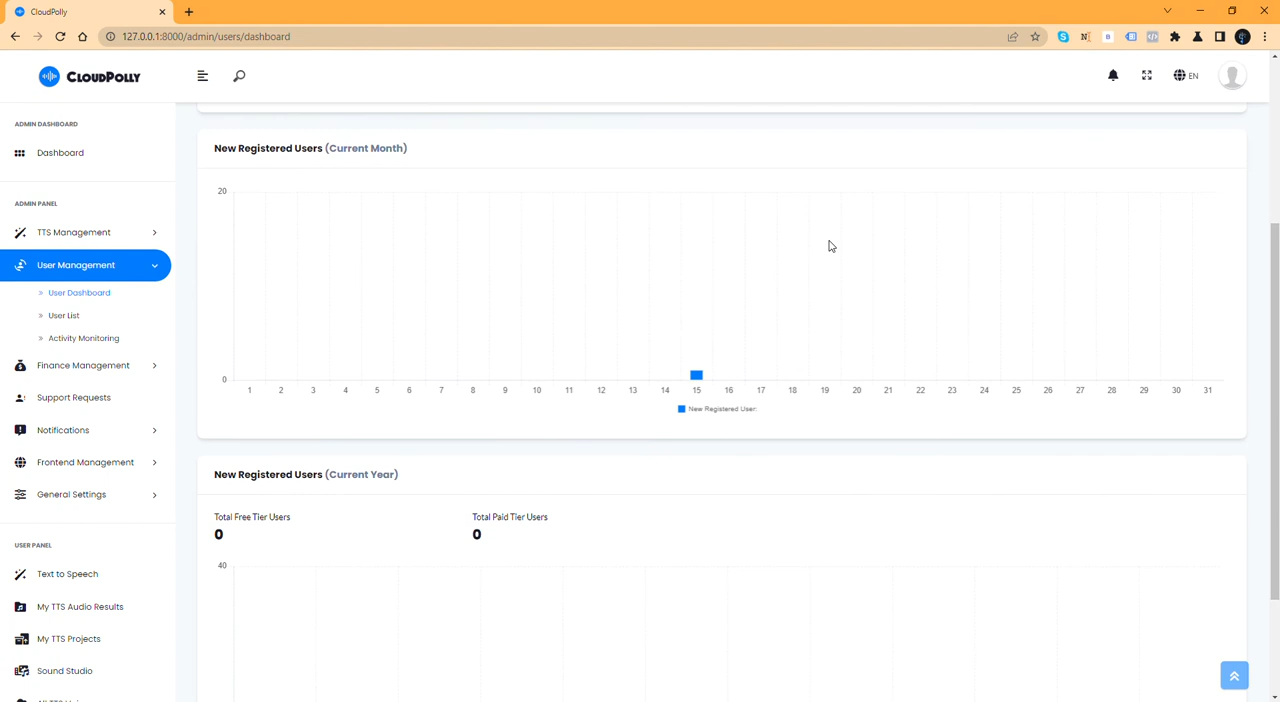 CloudPolly
127.0.0.1:8000/admin/users/dashboard
CLOUDPOLLY
EN
ADMIN DASHBOARD
Dashboard
ADMIN PANEL
TTS Management
User Management
User Dashboard
User List
Activity Monitoring
Finance Management
Support Requests
Notifications
Frontend Management
General Settings
USER PANEL
Text to Speech
My TTS Audio Results
My TTS Projects
Sound Studio
New Registered Users (Current Month)
20
0
1 2 3 4 5 6 7 8 9 10 11 12 13 14 15 16 17 18 19 20 21 22 23 24 25 26 27 28 29 30 31
New Registered User:
New Registered Users (Current Year)
Total Free Tier Users Total Paid Tier Users
0 0
40